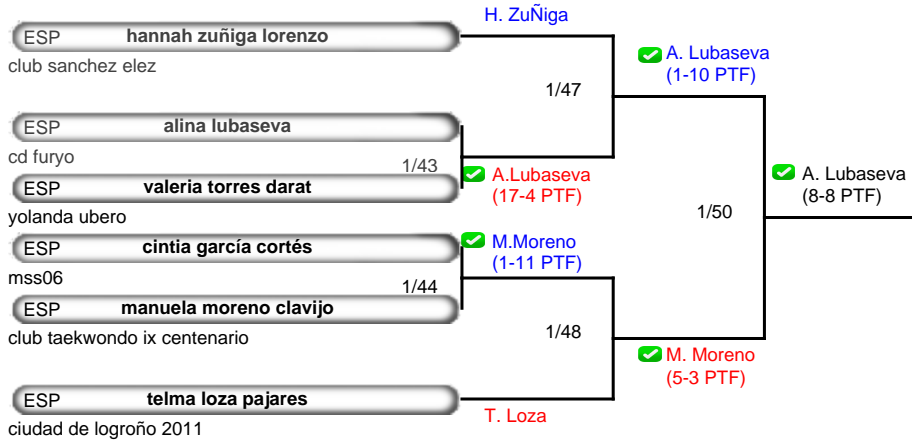 H. ZuÑiga
ESP hannah zuñiga lorenzo
club sanchez elez
A. Lubaseva
(1-10 PTF)
1/47
ESP alina lubaseva
cd furyo
1/43
A.Lubaseva
(17-4 PTF)
ESP valeria torres darat
yolanda ubero
A. Lubaseva
(8-8 PTF)
1/50
ESP cintia garcía cortés
mss06
M.Moreno
(1-11 PTF)
1/44
ESP manuela moreno clavijo
club taekwondo ix centenario
1/48
M. Moreno
(5-3 PTF)
ESP telma loza pajares
T. Loza
ciudad de logroño 2011